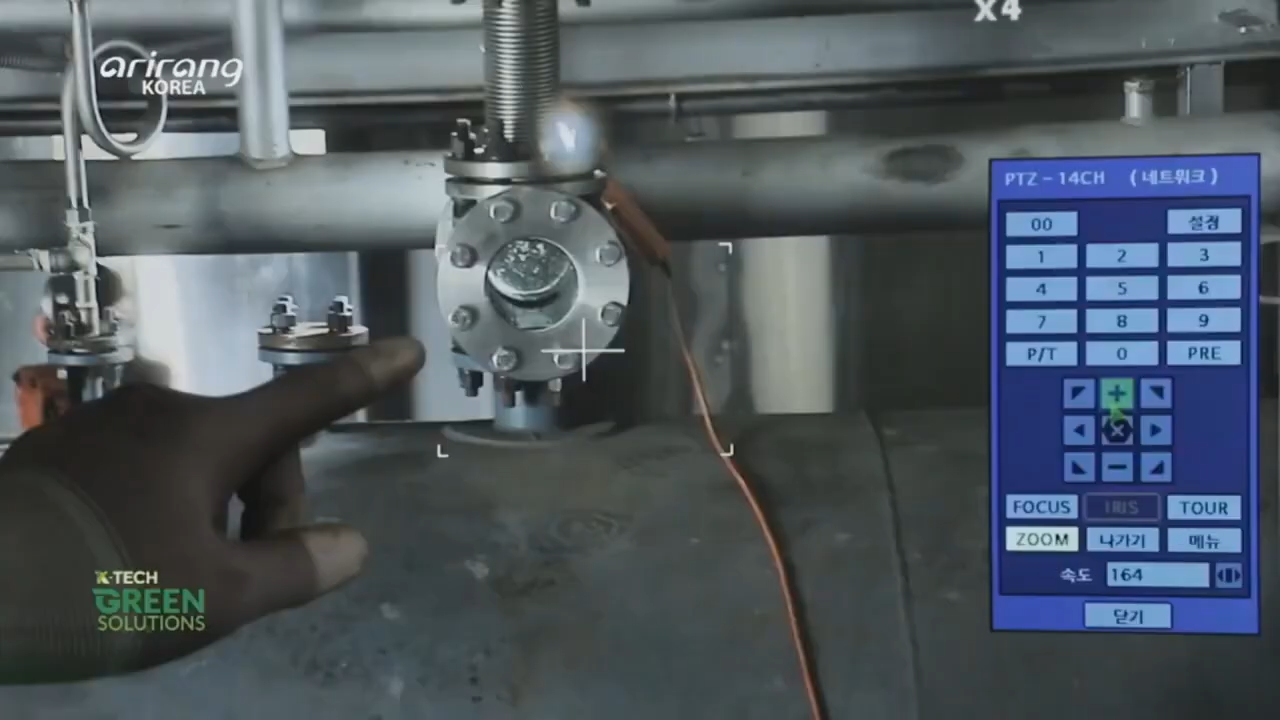 x4
arirang
KOREA
PTZ - 14CH (네트워크)
00 설정
1 2 3
4 5 6
7 8 9
P/T 0 PRE
FOCUS IRIS TOUR
ZOOM 나가기 메뉴
속도 164
닫기
K-TECH
GREEN
SOLUTIONS